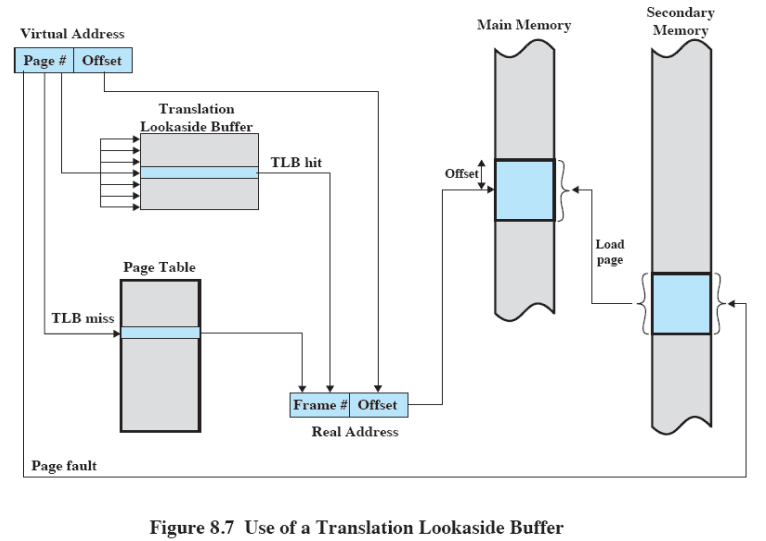 Virtual Address
Page # Offset
Main Memory
Secondary
Memory
Translation
Lookaside Buffer
TLB hit
Offset
Load
page
Page Table
TLB miss
Frame # Offset
Real Address
Page fault
Figure 8.7 Use of a Translation Lookaside Buffer